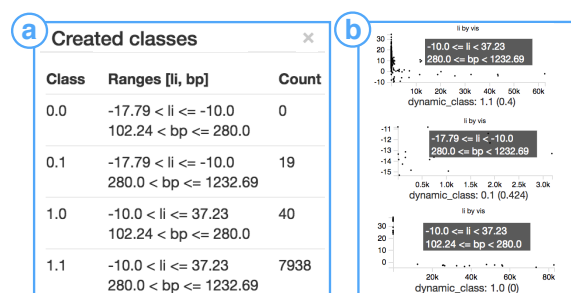 a
Created classes ×
Class Ranges [li, bp] Count
0.0 -17.79 < li <= -10.0 0
102.24 < bp <= 280.0
0.1 -17.79 < li <= -10.0 19
280.0 < bp <= 1232.69
1.0 -10.0 < li <= 37.23 40
102.24 < bp <= 280.0
1.1 -10.0 < li <= 37.23 7938
280.0 < bp <= 1232.69
b
li by vis
30
20
10
0
-10
-10.0 <= li < 37.23
280.0 <= bp < 1232.69
10k 20k 30k 40k 50k 60k
dynamic_class: 1.1 (0.4)
li by vis
-11
-12
-13
-14
-15
-17.79 <= li < -10.0
280.0 <= bp < 1232.69
0.5k 1.0k 1.5k 2.0k 2.5k 3.0k
dynamic_class: 0.1 (0.424)
li by vis
30
20
10
0
-10.0 <= li < 37.23
102.24 <= bp < 280.0
20k 40k 60k 80k
dynamic_class: 1.0 (0)